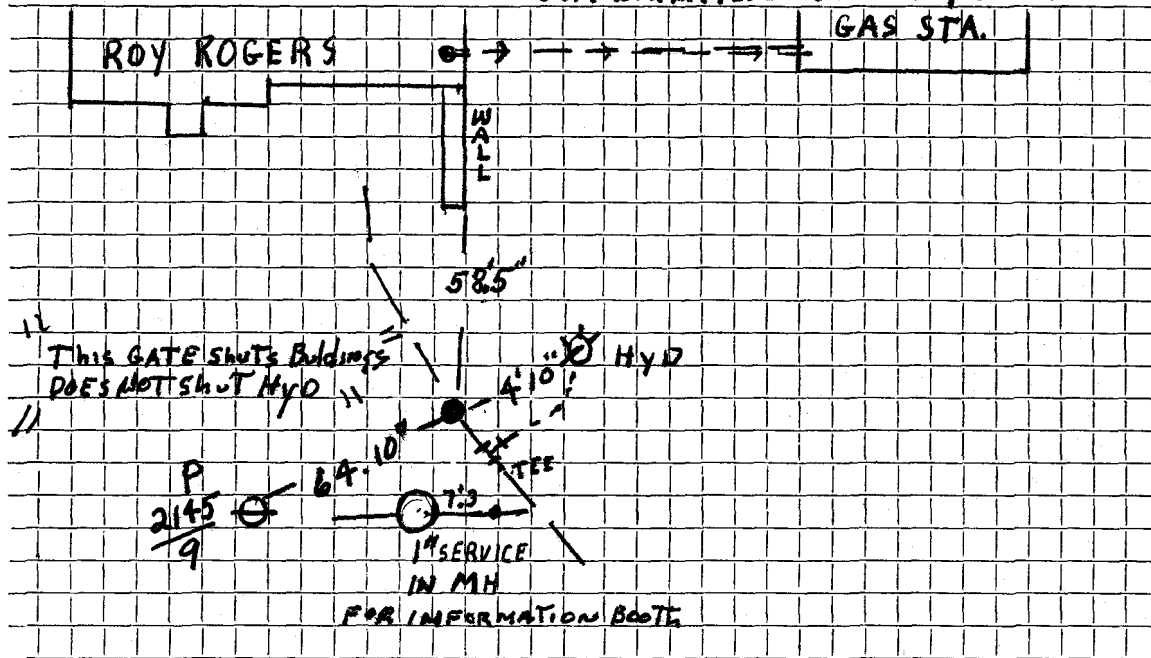 GAS STA.
ROY ROGERS
WALL
58'5"
" This GATE Shuts Buldings
DOES NOT Shut HYD "
4'10"
HYD
64.10"
TEE
P
2145
9
7'3
1" SERVICE
IN MH
FOR INFORMATION BOOTH